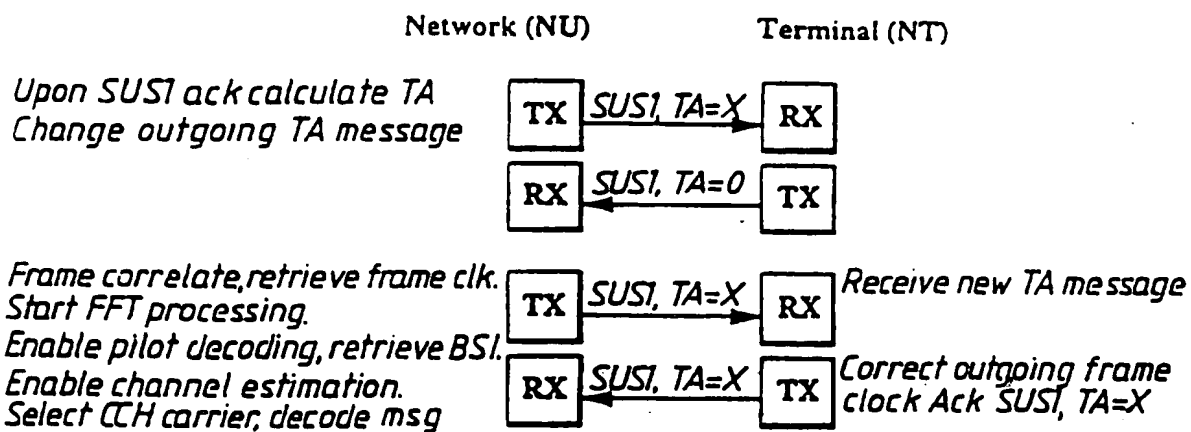 Network (NU) Terminal (NT)
Upon SUS1 ack calculate TA
Change outgoing TA message
TX SUS1, TA=X RX
RX SUS1, TA=0 TX
Frame correlate, retrieve frame clk.
Start FFT processing.
Enable pilot decoding, retrieve BSI.
Enable channel estimation.
Select CCH carrier, decode msg
TX SUS1, TA=X RX
Receive new TA message
RX SUS1, TA=X TX
Correct outgoing frame
clock Ack SUS1, TA=X